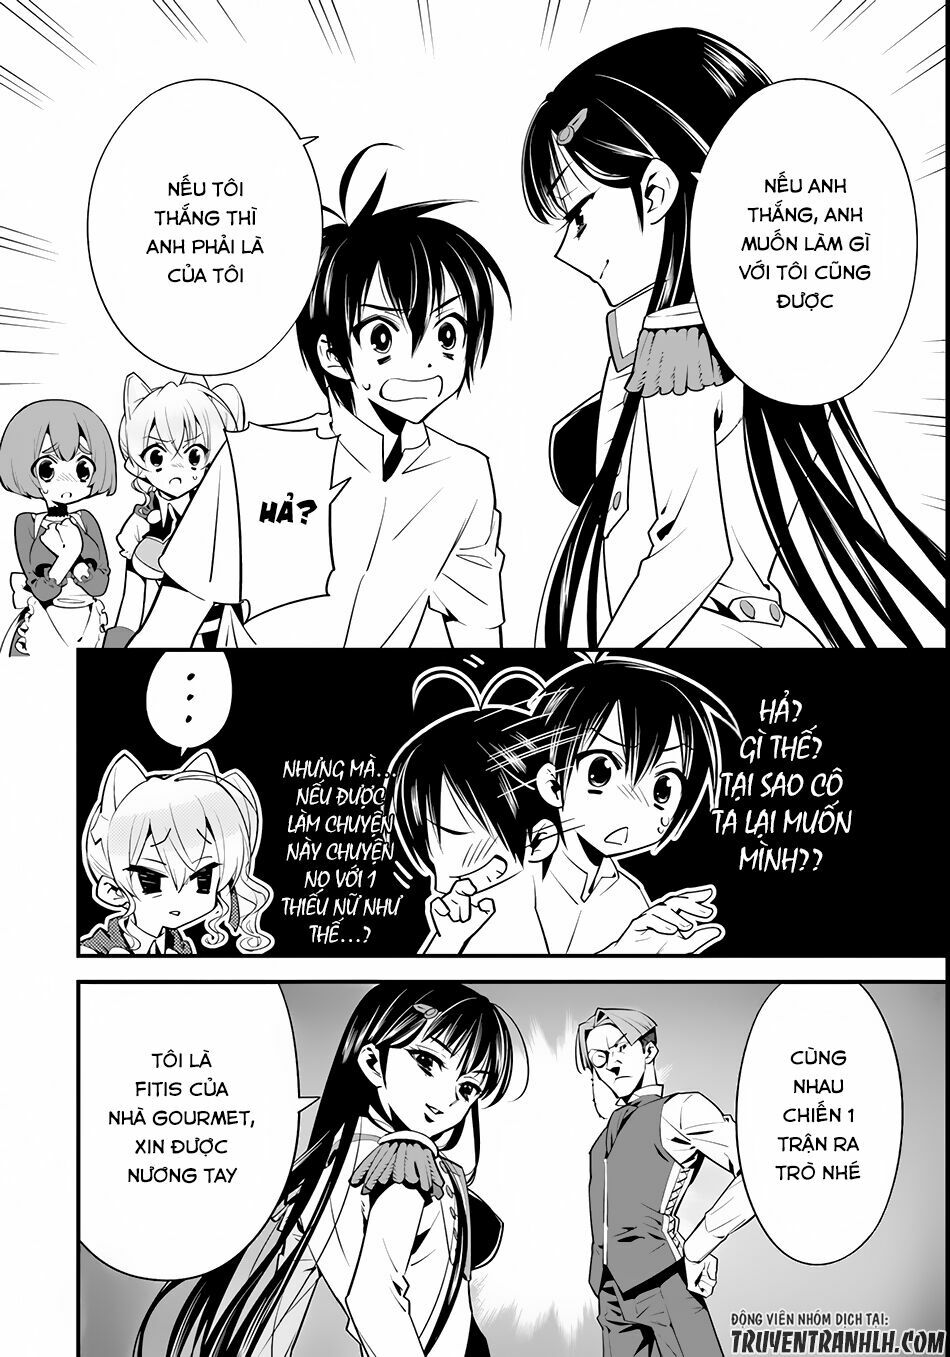 NẾU ANH
THẮNG, ANH
MUỐN LÀM GÌ
VỚI TÔI CŨNG
ĐƯỢC
NẾU TÔI
THẮNG THÌ
ANH PHẢI LÀ
CỦA TÔI
HẢ?
HẢ?
GÌ THẾ?
TẠI SAO CÔ
TA LẠI MUỐN
MÌNH??
NHƯNG MÀ...
NẾU ĐƯỢC
LÀM CHUYỆN
NÀY CHUYỆN
NỌ VỚI 1
THIẾU NỮ NHƯ
THẾ...?
...
CÙNG
NHAU
CHIẾN 1
TRẬN RA
TRÒ NHÉ
TÔI LÀ
FITIS CỦA
NHÀ GOURMET,
XIN ĐƯỢC
NƯƠNG TAY
ĐỘNG VIÊN NHÓM DỊCH TẠI:
TRUYENTRANHLH.COM